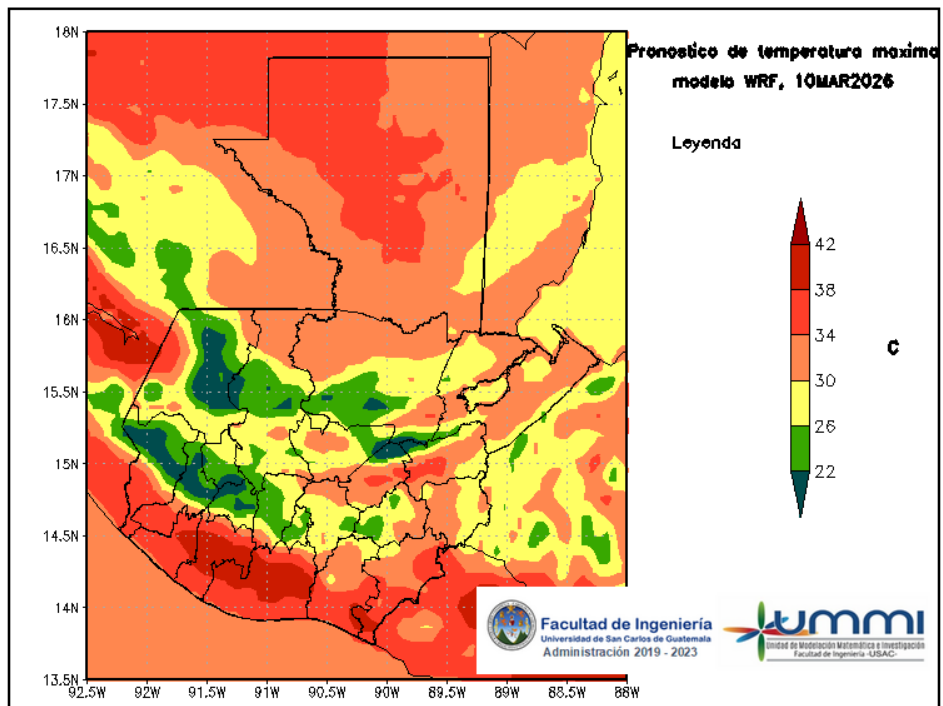 Pronostico de temperatura maxima
modelo WRF, 10MAR2026
Leyenda
18N
17.5N
17N
16.5N
16N
15.5N
15N
14.5N
14N
13.5N
92.5W 92W 91.5W 91W 90.5W 90W 89.5W 89W 88.5W 88W
42
38
34
30
26
22
C
Facultad de Ingeniería
Universidad de San Carlos de Guatemala
Administración 2019 - 2023
UMMI
Unidad de Modelación Matemática e Investigación
Facultad de Ingeniería -USAC-